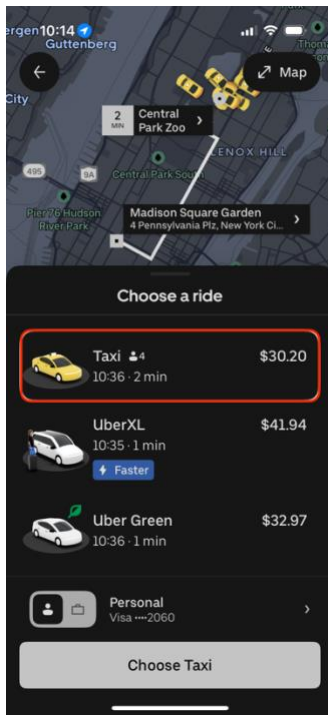 ergen
10:14
Guttenberg
Thom
Map
City
2
MIN
Central
Park Zoo
LENOX HILL
495
9A
Central Park South
Pier 76 Hudson
River Park
Madison Square Garden
4 Pennsylvania Plz, New York Ci...
Choose a ride
Taxi 4
$30.20
10:36 · 2 min
UberXL
$41.94
10:35 · 1 min
Faster
Uber Green
$32.97
10:36 · 1 min
Personal
Visa ····2060
Choose Taxi